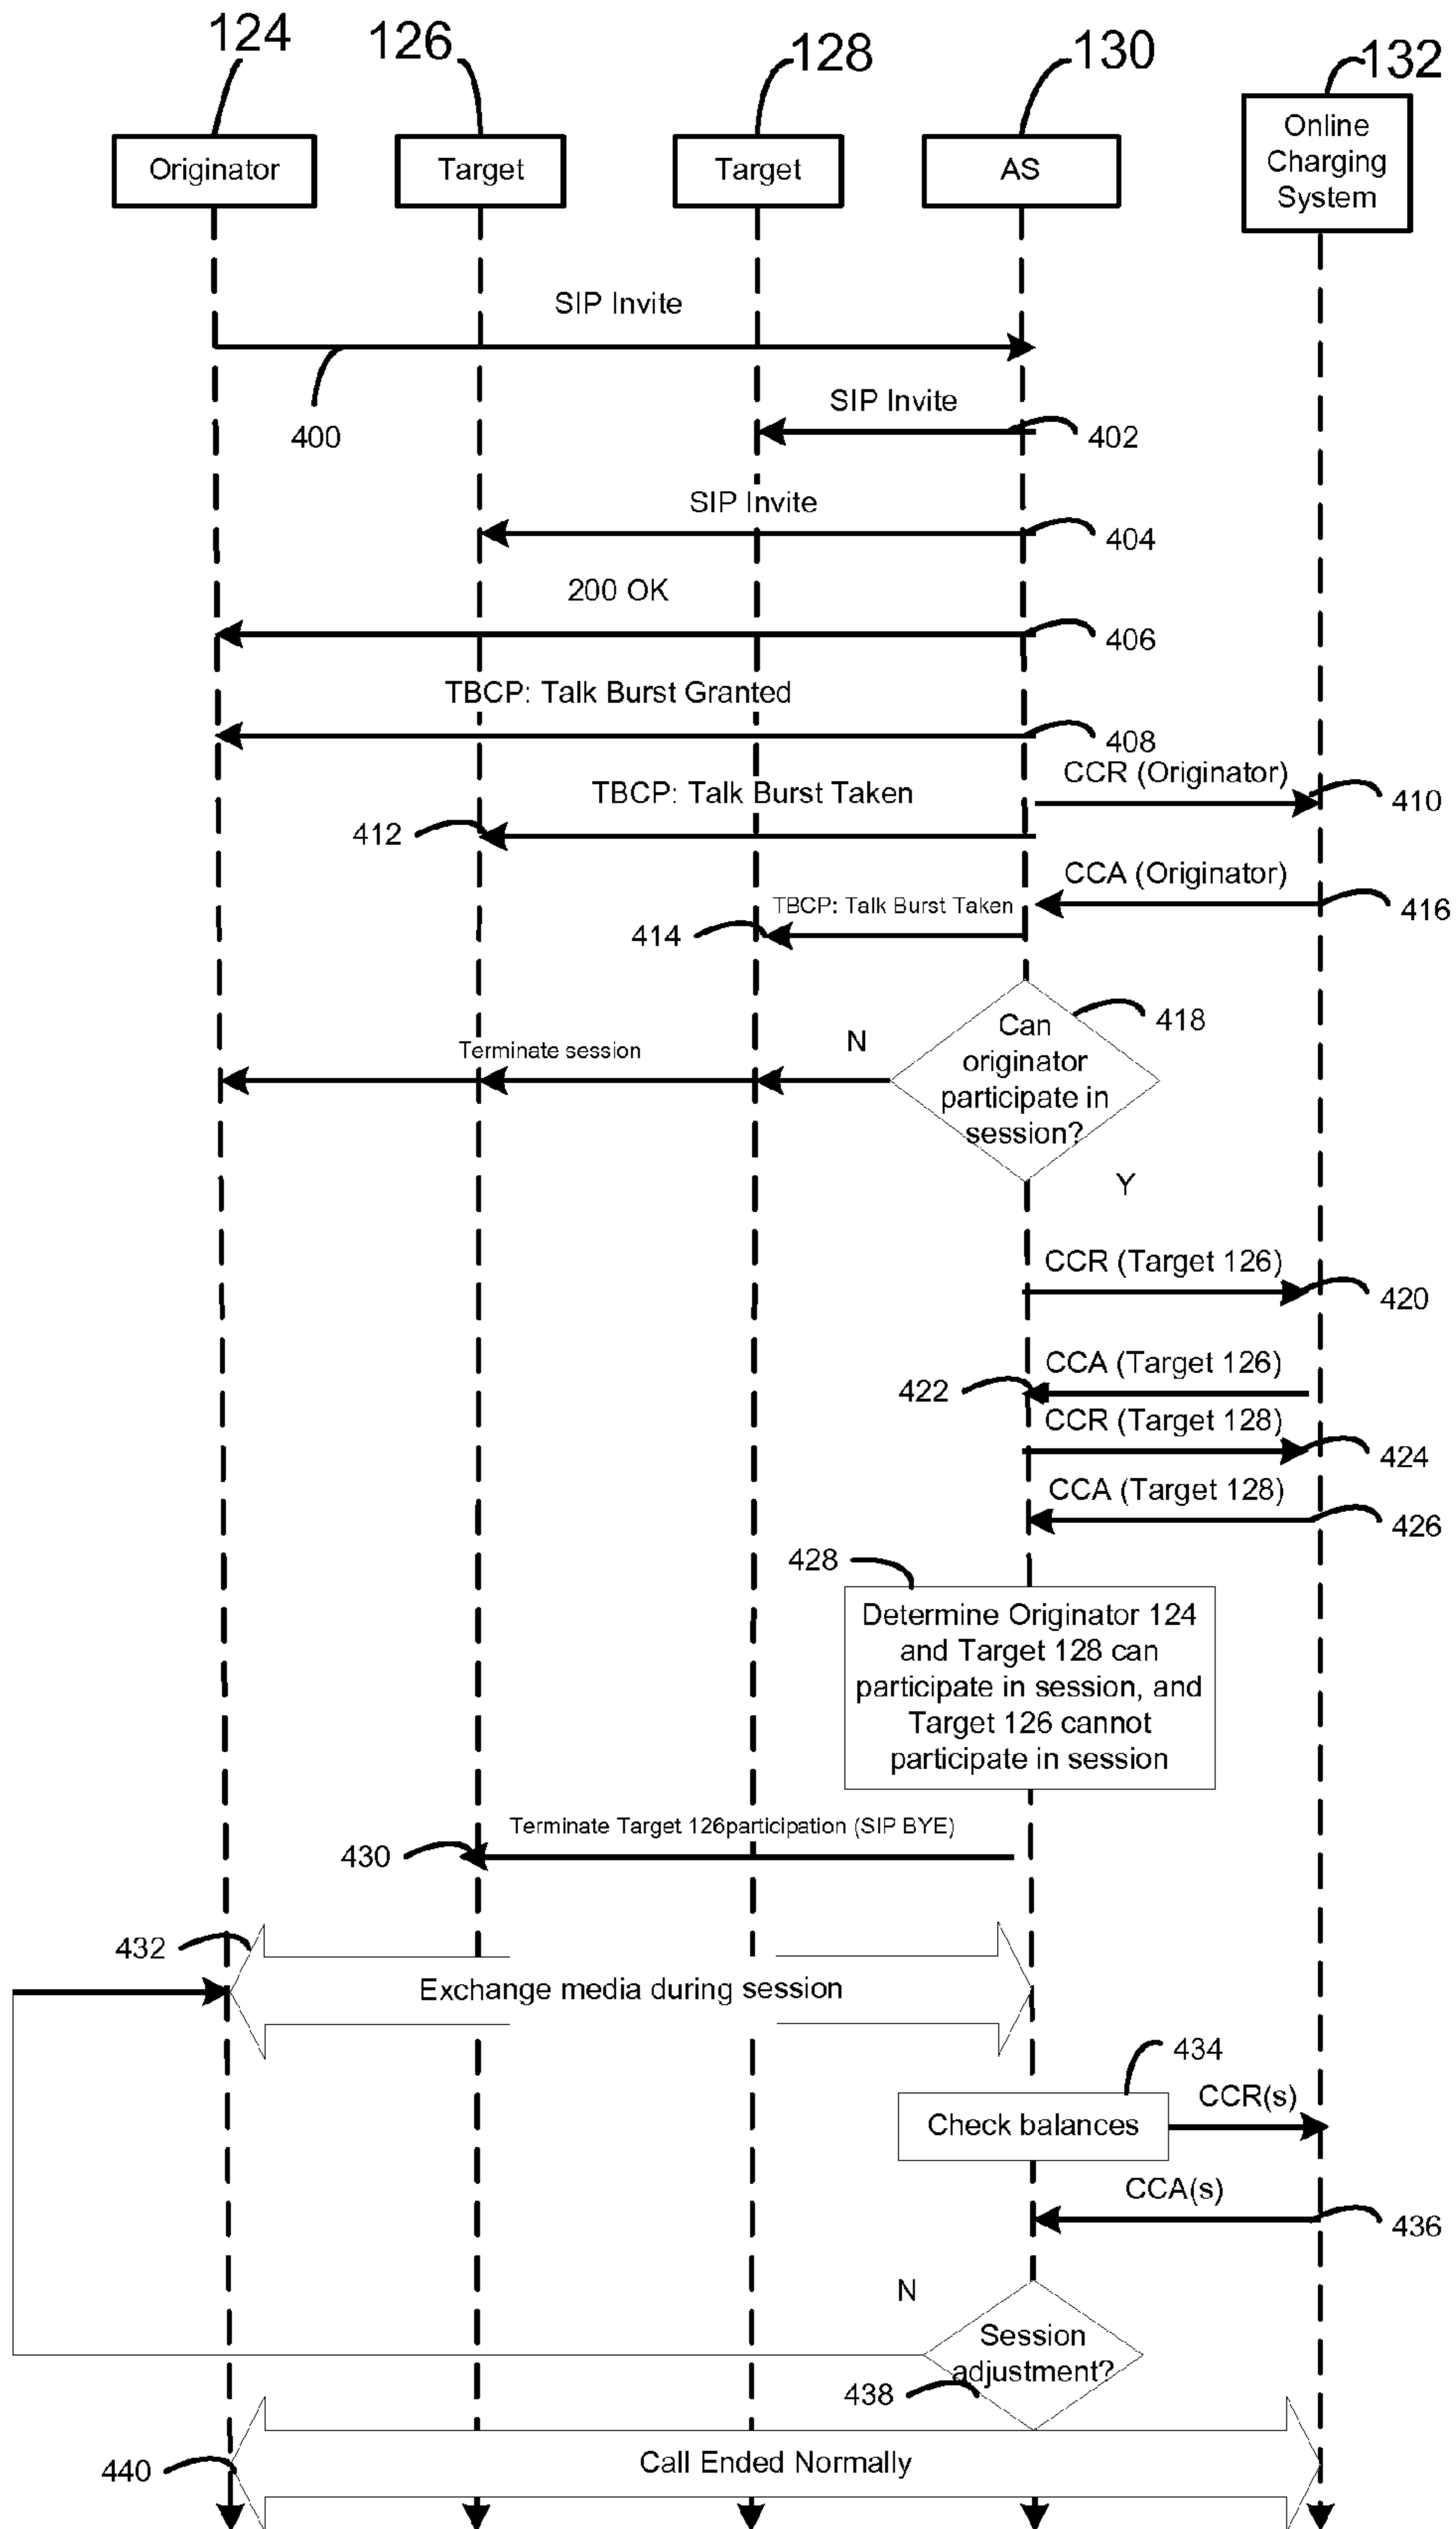 124
126
128
130
132
Originator
Target
Target
AS
Online
Charging
System
SIP Invite
400
SIP Invite
402
SIP Invite
404
200 OK
406
TBCP: Talk Burst Granted
408
CCR (Originator)
410
TBCP: Talk Burst Taken
412
CCA (Originator)
416
TBCP: Talk Burst Taken
414
418
Can
originator
participate in
session?
N
Terminate session
Y
CCR (Target 126)
420
CCA (Target 126)
422
CCR (Target 128)
424
CCA (Target 128)
426
428
Determine Originator 124
and Target 128 can
participate in session, and
Target 126 cannot
participate in session
Terminate Target 126participation (SIP BYE)
430
432
Exchange media during session
434
CCR(s)
Check balances
CCA(s)
436
N
Session
adjustment?
438
Call Ended Normally
440